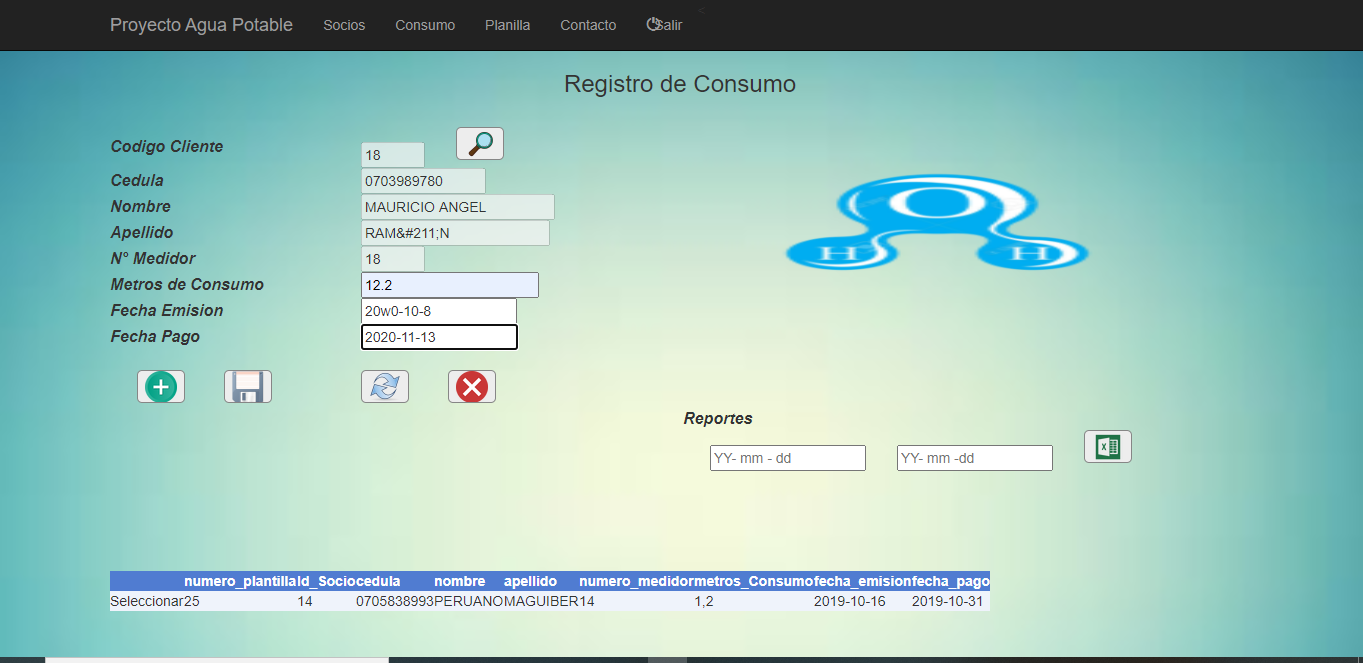 Proyecto Agua Potable Socios Consumo Planilla Contacto Salir
Registro de Consumo
Codigo Cliente 18
Cedula 0703989780
Nombre MAURICIO ANGEL
Apellido RAM&#211;N
N° Medidor 18
Metros de Consumo 12.2
Fecha Emision 20w0-10-8
Fecha Pago 2020-11-13
H O H
Reportes
YY- mm - dd YY- mm -dd
numero_plantilla Id_Socio cedula nombre apellido numero_medidor metros_Consumo fecha_emision fecha_pago
Seleccionar 25 14 0705838993 PERUANO MAGUIBER 14 1,2 2019-10-16 2019-10-31